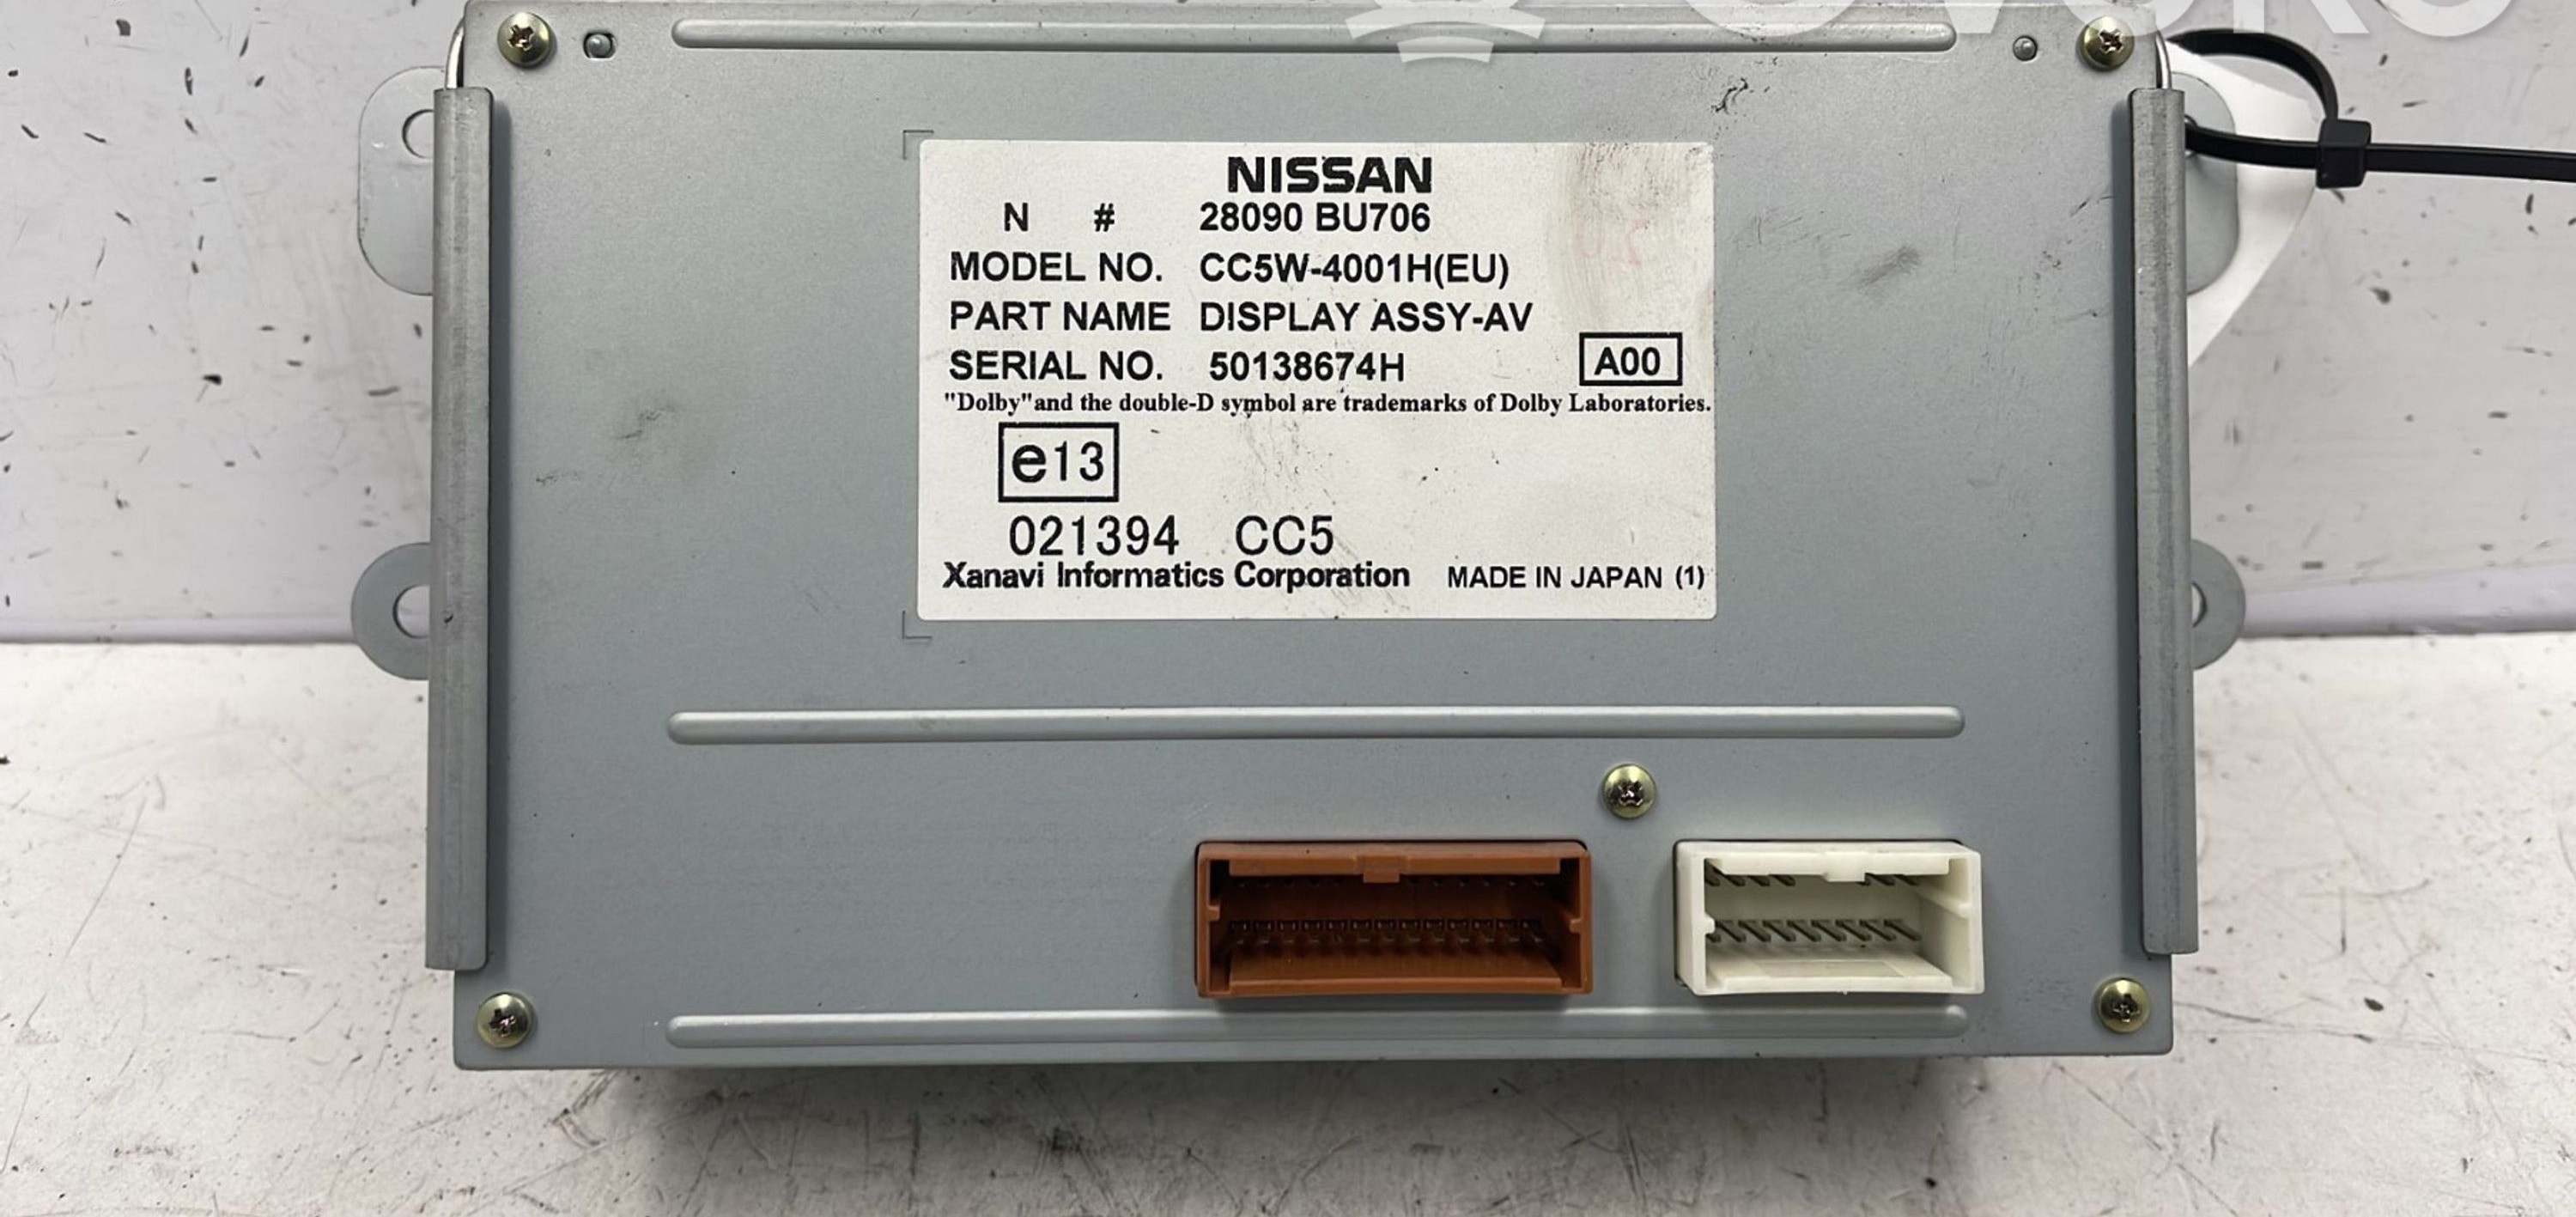 NISSAN
N # 28090 BU706
MODEL NO. CC5W-4001H(EU)
PART NAME DISPLAY ASSY-AV
SERIAL NO. 50138674H A00
"Dolby"and the double-D symbol are trademarks of Dolby Laboratories.
e13
021394 CC5
Xanavi Informatics Corporation MADE IN JAPAN (1)